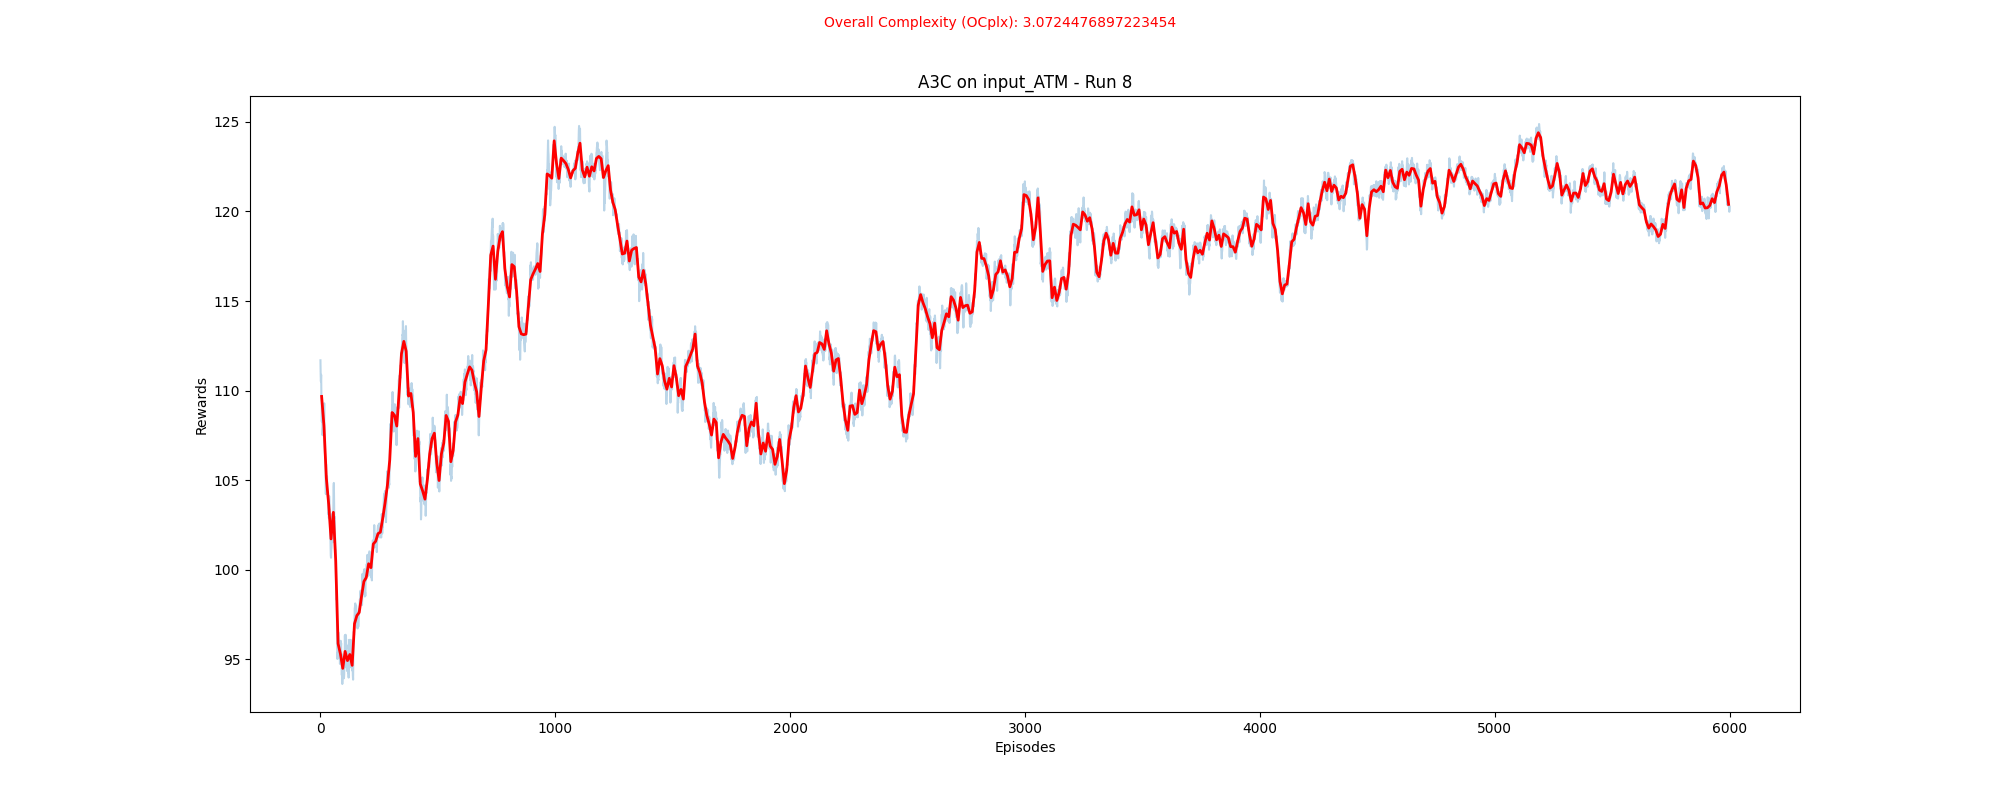 Overall Complexity (OCplx): 3.0724476897223454
A3C on input_ATM - Run 8
125
120
115
110
105
100
95
Rewards
0 1000 2000 3000 4000 5000 6000
Episodes